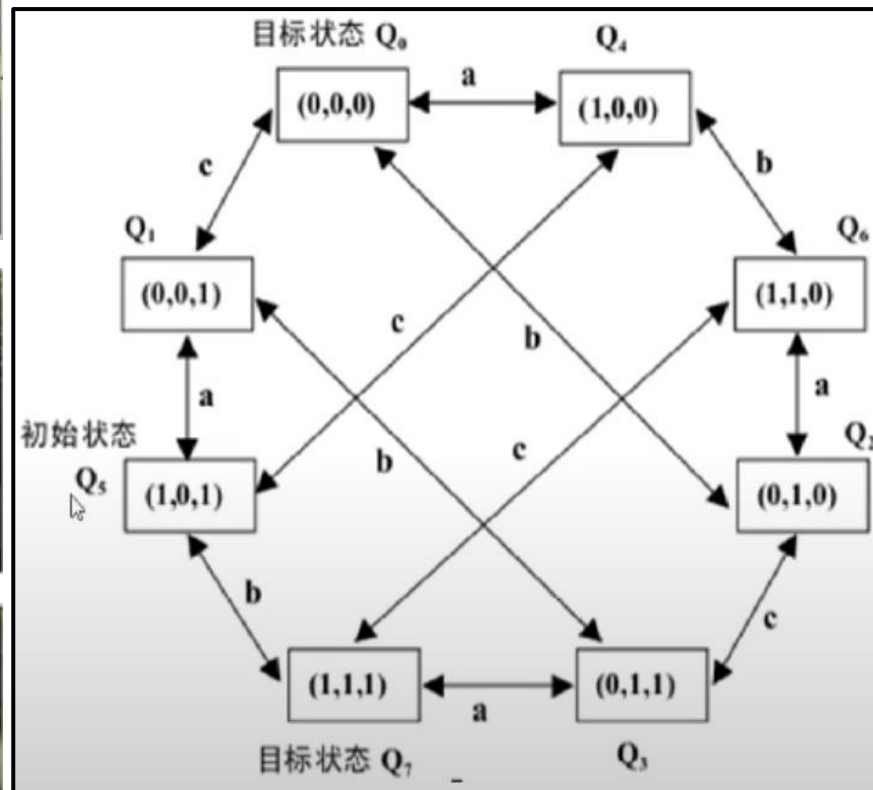 目标状态 Q₀ Q₄
a
(0,0,0) (1,0,0)
c b
Q₁ Q₆
(0,0,1) (1,1,0)
c b
a a
初始状态 b c Q₂
Q₅ (1,0,1) (0,1,0)
b c
(1,1,1) (0,1,1)
a
目标状态 Q₇ Q₃